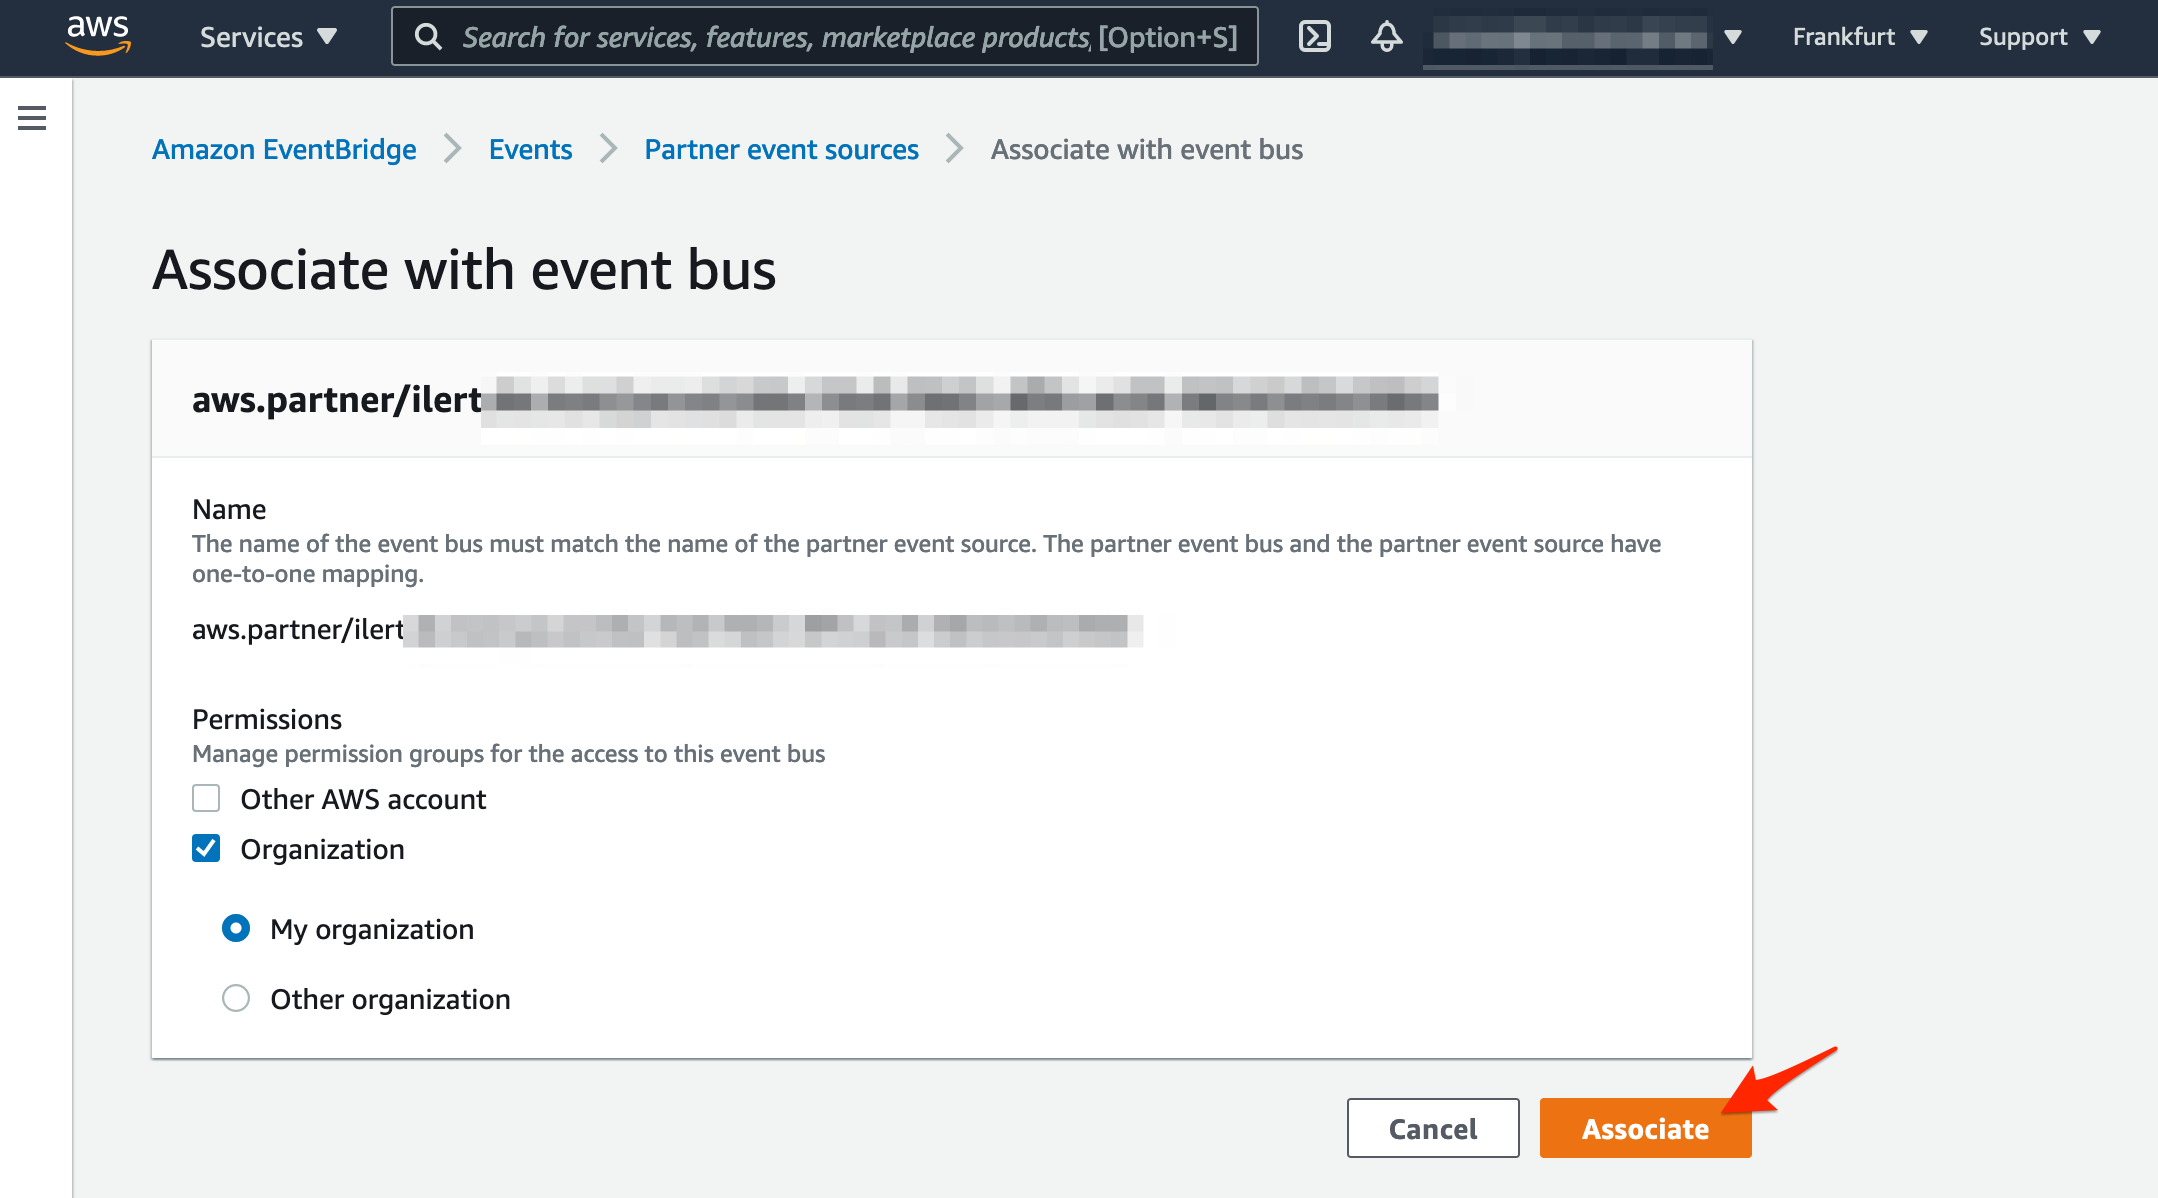 aws
Services
Search for services, features, marketplace products, [Option+S]
Frankfurt
Support
Amazon EventBridge
Events
Partner event sources
Associate with event bus
Associate with event bus
aws.partner/ilert
Name
The name of the event bus must match the name of the partner event source. The partner event bus and the partner event source have
one-to-one mapping.
aws.partner/ilert
Permissions
Manage permission groups for the access to this event bus
Other AWS account
Organization
My organization
Other organization
Cancel
Associate